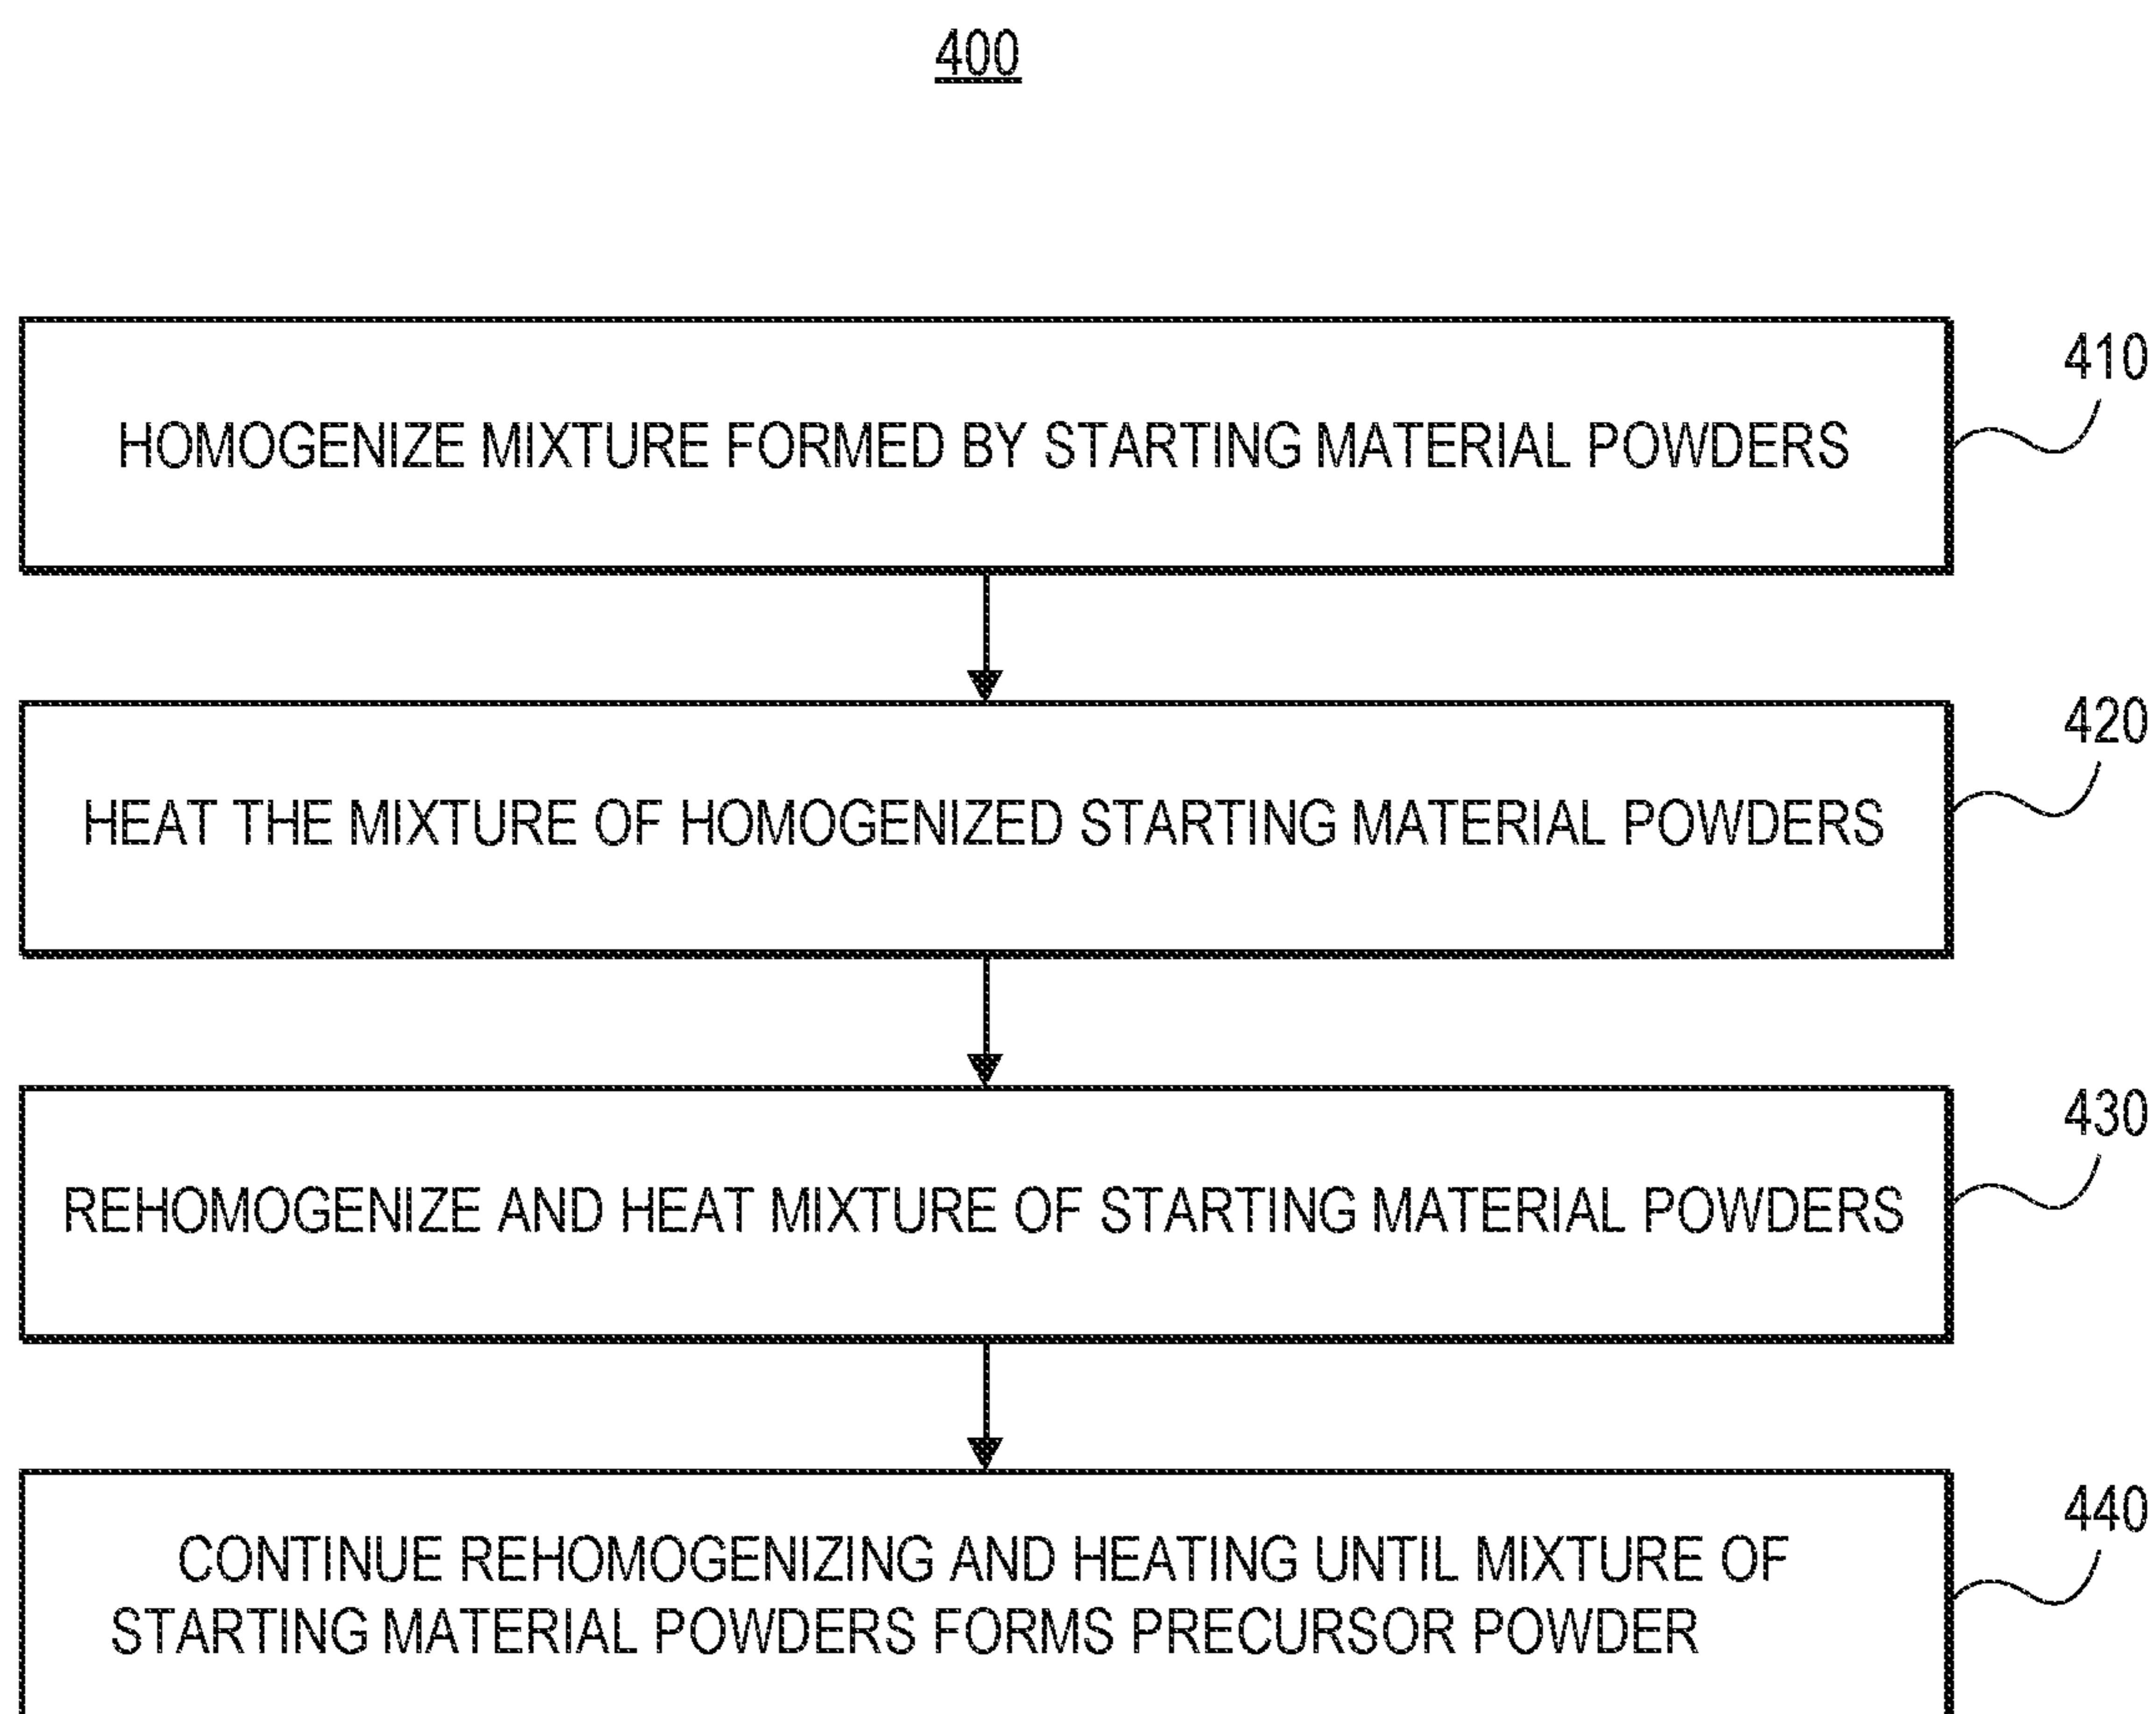 400
HOMOGENIZE MIXTURE FORMED BY STARTING MATERIAL POWDERS
410
HEAT THE MIXTURE OF HOMOGENIZED STARTING MATERIAL POWDERS
420
REHOMOGENIZE AND HEAT MIXTURE OF STARTING MATERIAL POWDERS
430
CONTINUE REHOMOGENIZING AND HEATING UNTIL MIXTURE OF
STARTING MATERIAL POWDERS FORMS PRECURSOR POWDER
440